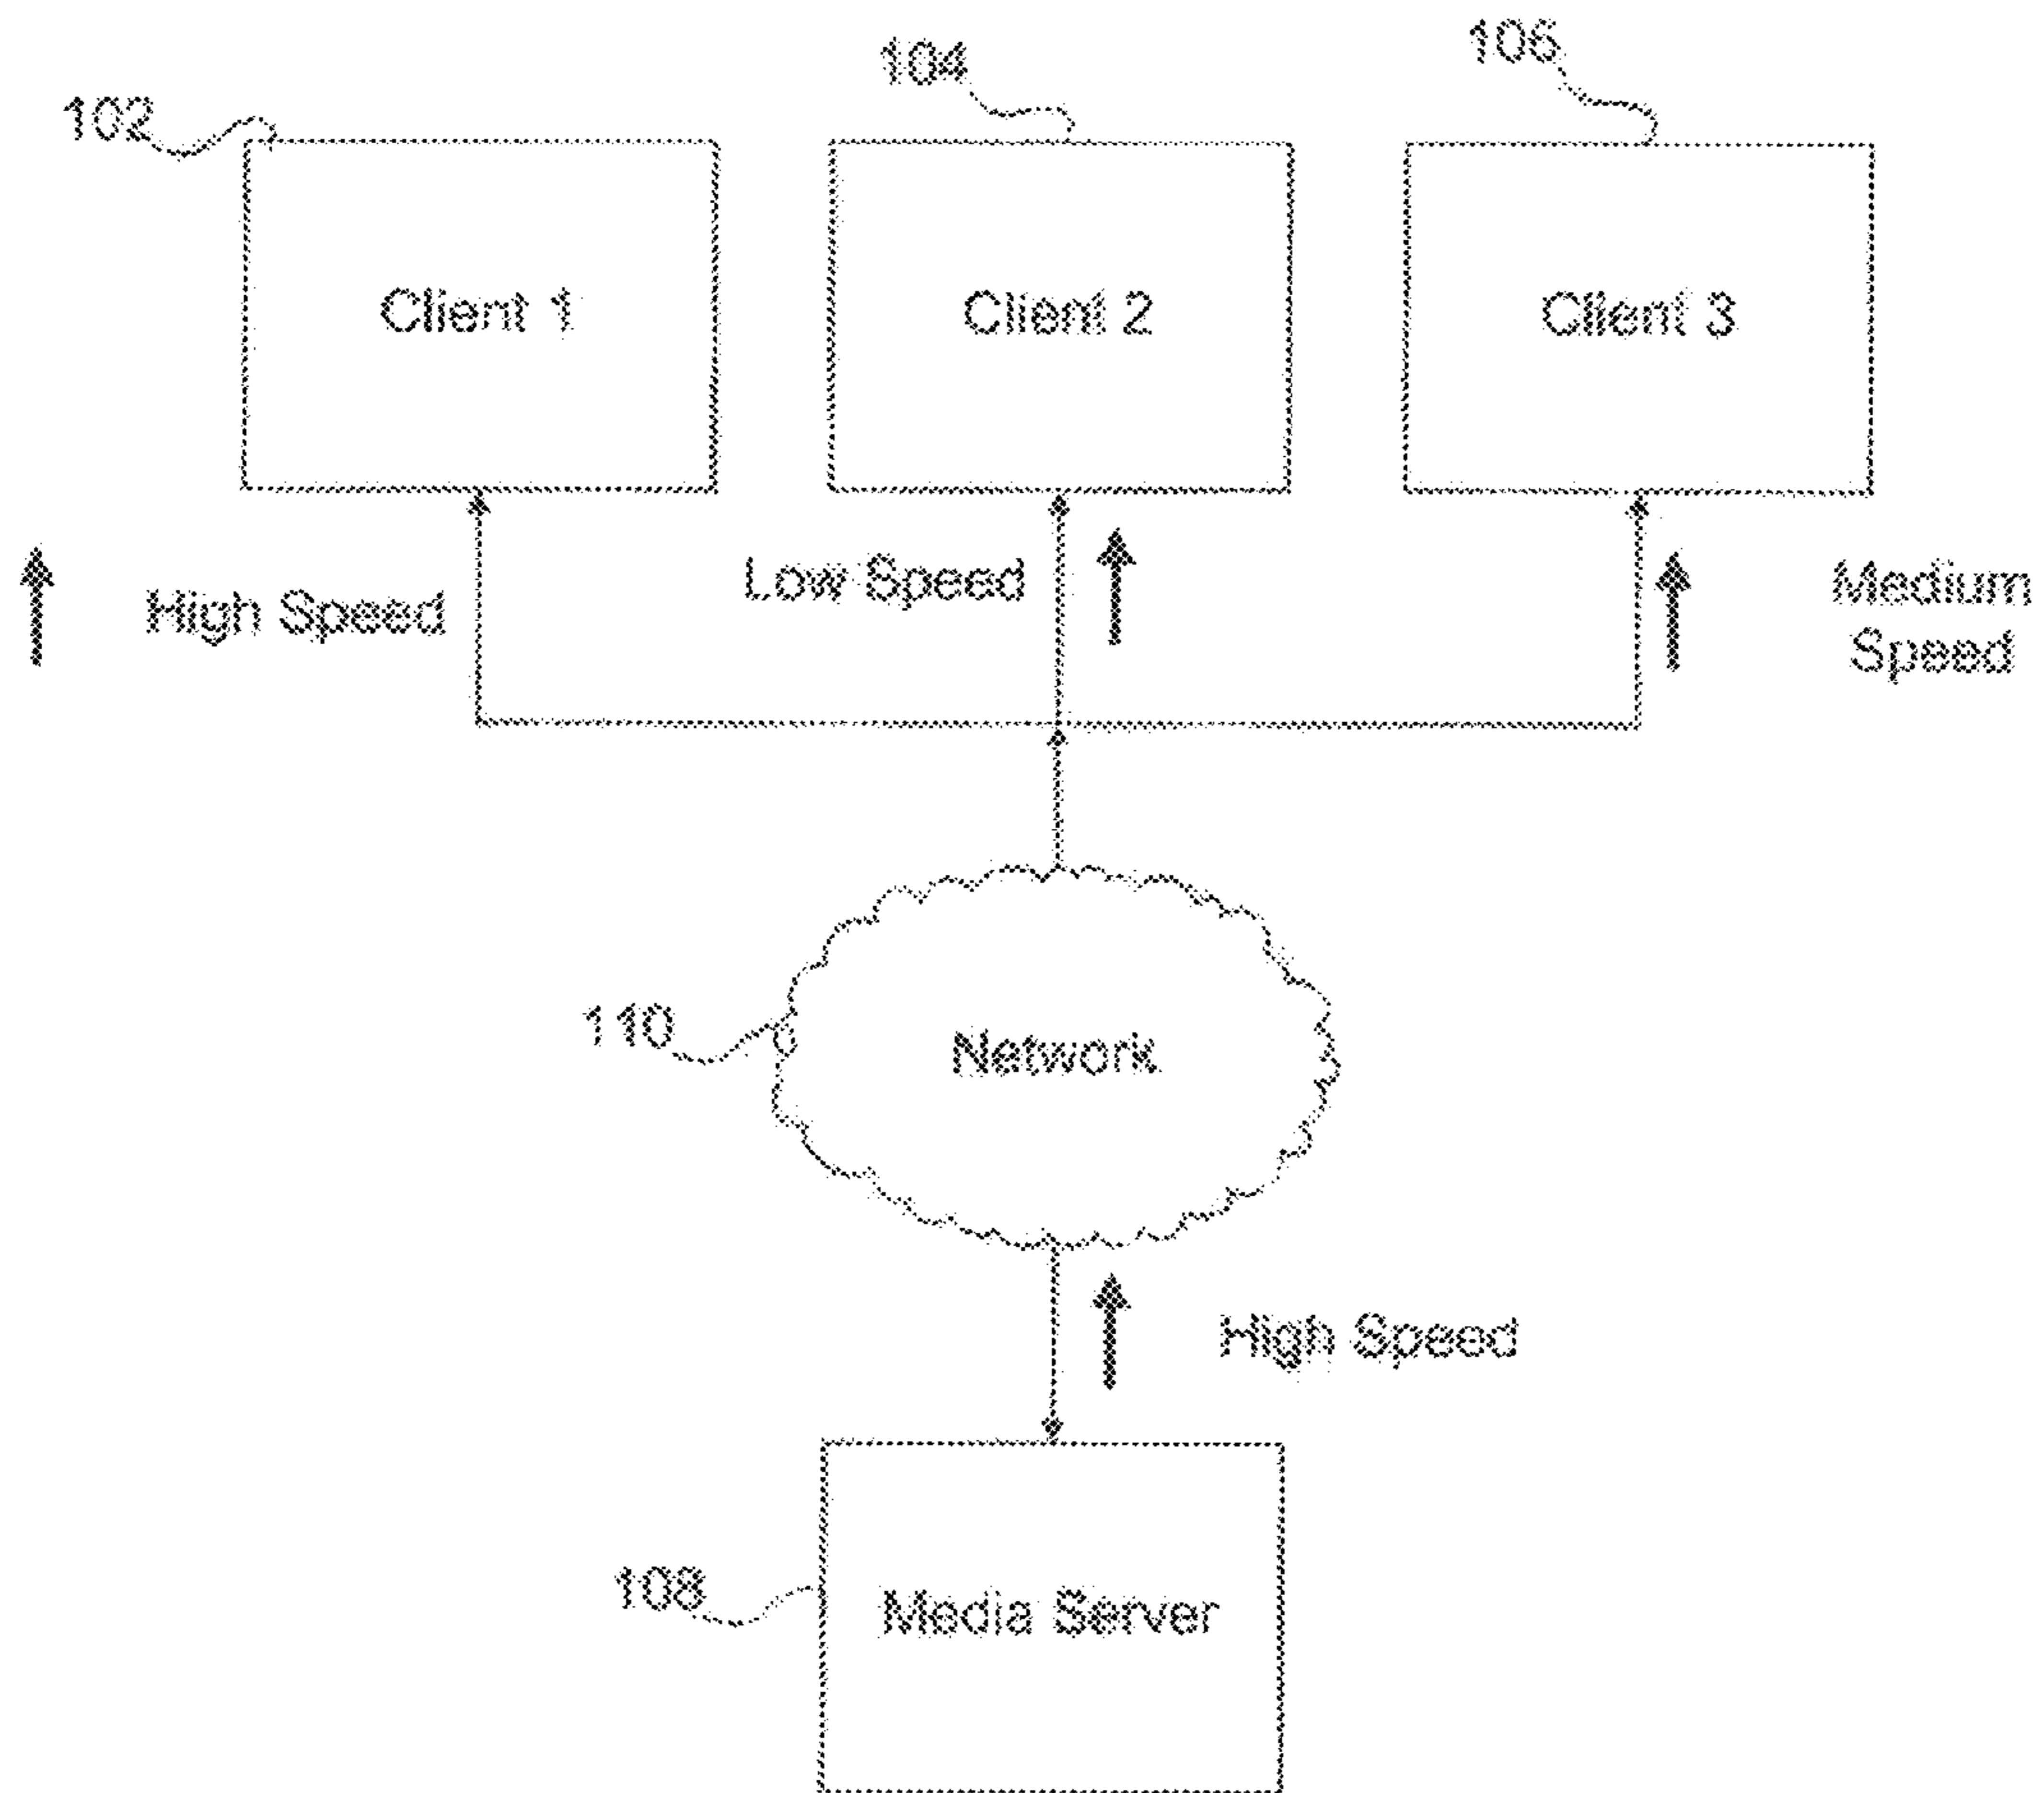 102
104
106
Client 1
Client 2
Client 3
High Speed
Low Speed
Medium
Speed
110
Network
High Speed
108
Media Server